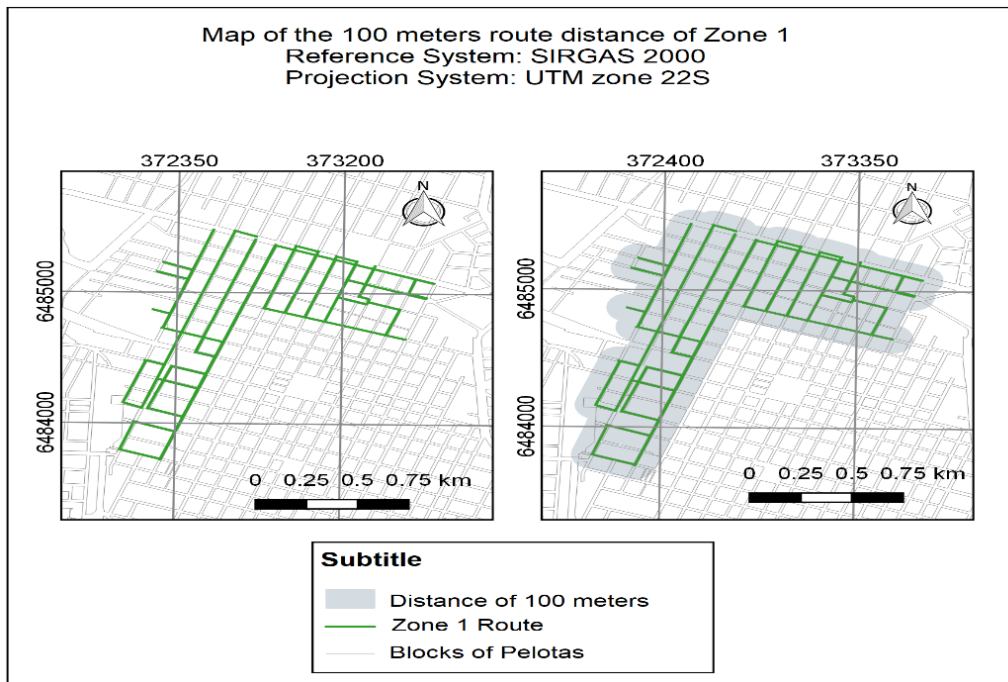 Map of the 100 meters route distance of Zone 1
Reference System: SIRGAS 2000
Projection System: UTM zone 22S
372350 373200
6485000
6484000
N
0 0.25 0.5 0.75 km
372400 373350
6485000
6484000
N
0 0.25 0.5 0.75 km
Subtitle
Distance of 100 meters
Zone 1 Route
Blocks of Pelotas